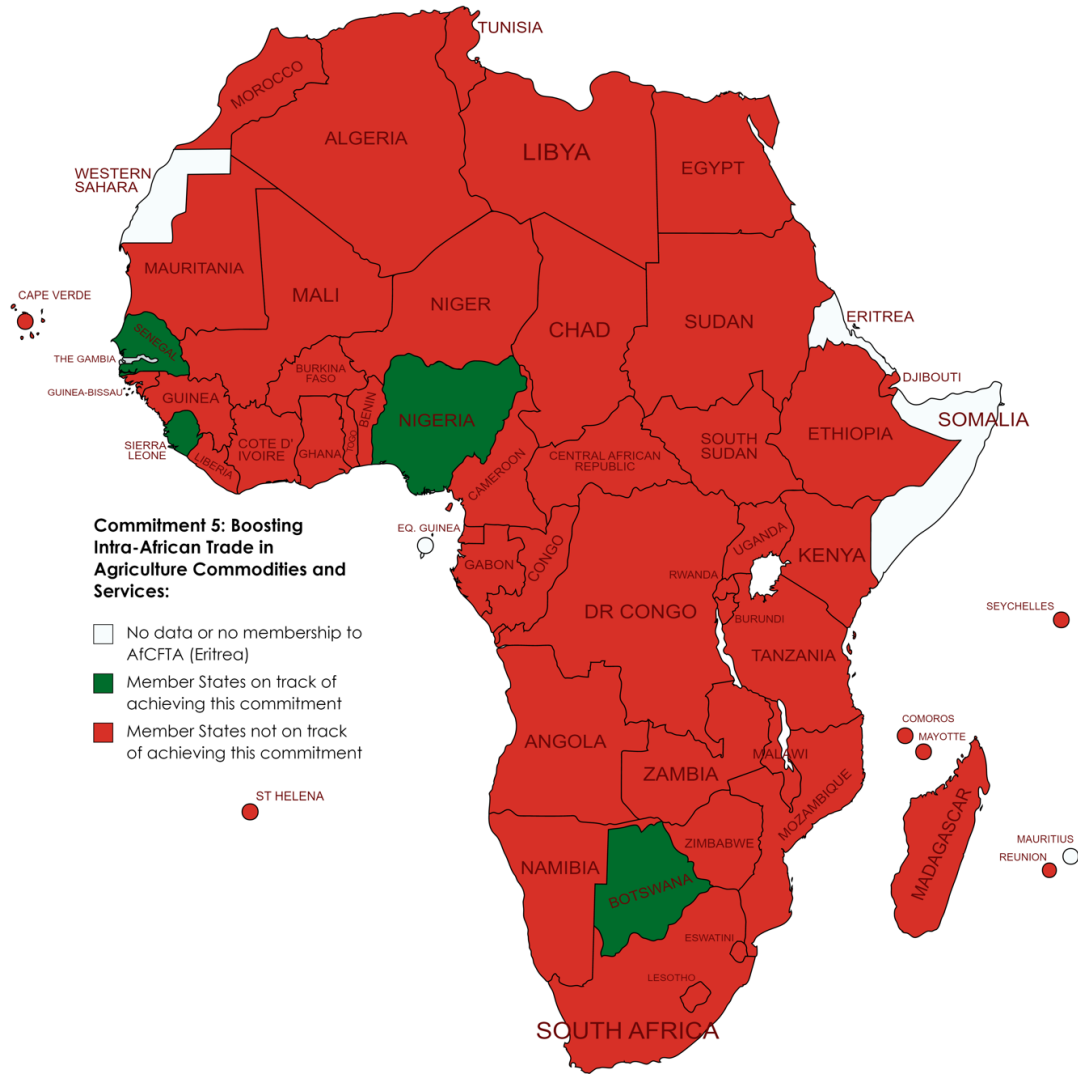 TUNISIA
MOROCCO
ALGERIA
LIBYA
EGYPT
WESTERN
SAHARA
MAURITANIA
MALI
NIGER
CHAD
SUDAN
ERITREA
CAPE VERDE
SENEGAL
THE GAMBIA
GUINEA-BISSAU
GUINEA
BURKINA
FASO
BENIN
NIGERIA
DJIBOUTI
SOMALIA
SIERRA
LEONE
LIBERIA
COTE D'
IVOIRE
GHANA
TOGO
CAMEROON
CENTRAL AFRICAN
REPUBLIC
SOUTH
SUDAN
ETHIOPIA
Commitment 5: Boosting
Intra-African Trade in
Agriculture Commodities and
Services:
No data or no membership to
AfCFTA (Eritrea)
Member States on track of
achieving this commitment
Member States not on track
of achieving this commitment
EQ. GUINEA
GABON
CONGO
UGANDA
KENYA
RWANDA
DR CONGO
BURUNDI
TANZANIA
SEYCHELLES
COMOROS
MAYOTTE
ANGOLA
ZAMBIA
MALAWI
MOZAMBIQUE
MADAGASCAR
ST HELENA
NAMIBIA
BOTSWANA
ZIMBABWE
MAURITIUS
REUNION
ESWATINI
LESOTHO
SOUTH AFRICA